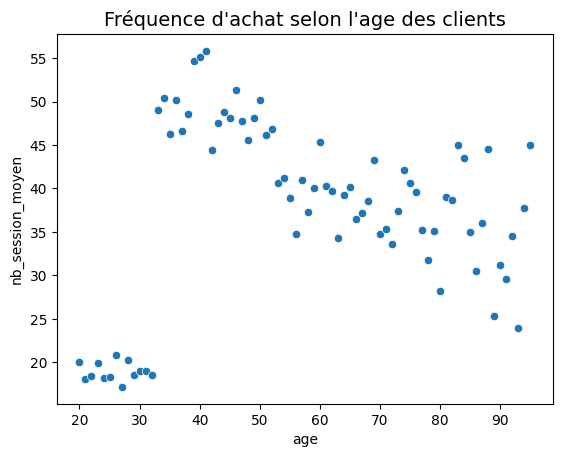 Fréquence d'achat selon l'age des clients
nb_session_moyen
55
50
45
40
35
30
25
20
20 30 40 50 60 70 80 90
age